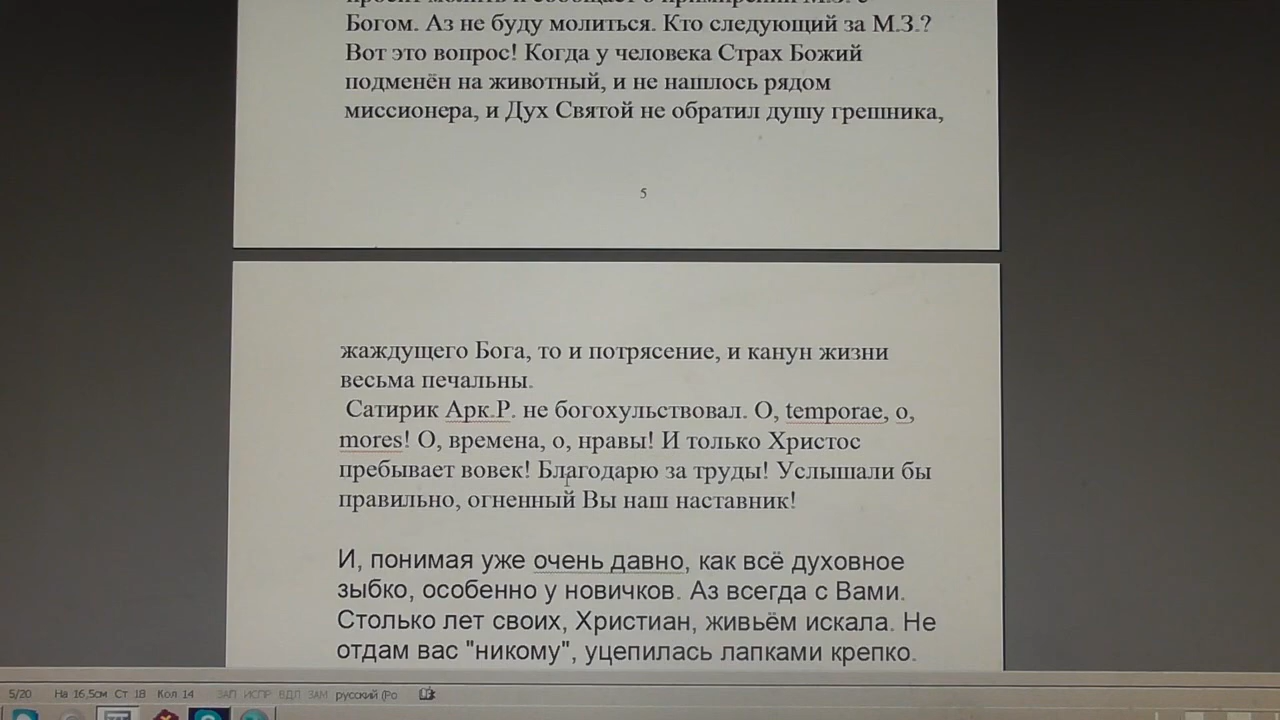 Богом. Аз не буду молиться. Кто следующий за М.З.?
Вот это вопрос! Когда у человека Страх Божий
подменён на животный, и не нашлось рядом
миссионера, и Дух Святой не обратил душу грешника,
5
жаждущего Бога, то и потрясение, и канун жизни
весьма печальны.
Сатирик Арк.Р. не богохульствовал. О, temporae, о,
mores! О, времена, о, нравы! И только Христос
пребывает вовек! Благодарю за труды! Услышали бы
правильно, огненный Вы наш наставник!
И, понимая уже очень давно, как всё духовное
зыбко, особенно у новичков. Аз всегда с Вами.
Столько лет своих, Христиан, живьём искала. Не
отдам вас "никому", уцепилась лапками крепко.
5/20 На 16,5см Ст 18 Кол 14 ЗАП ИСПР ВДЛ ЗАМ русский (Ро